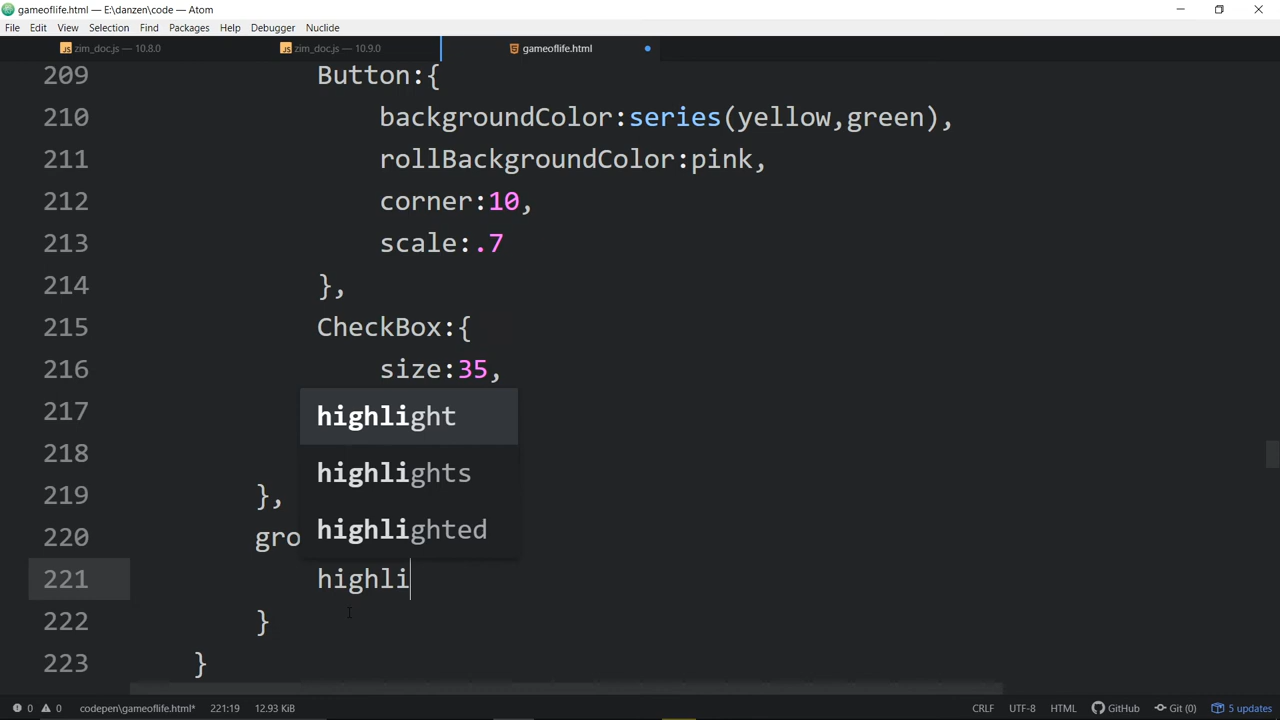 gameoflife.html — E:\danzen\code — Atom
File Edit View Selection Find Packages Help Debugger Nuclide
zim_doc.js — 10.8.0 zim_doc.js — 10.9.0 gameoflife.html
209 Button:{
210 backgroundColor:series(yellow,green),
211 rollBackgroundColor:pink,
212 corner:10,
213 scale:.7
214 },
215 CheckBox:{
216 size:35,
217 highlight
218 highlights
219 },
highlighted
220 gro
221 highli
222 }
223 }
0 0 codepen\gameoflife.html* 221:19 12.93 KiB CRLF UTF-8 HTML GitHub Git (0) 5 updates